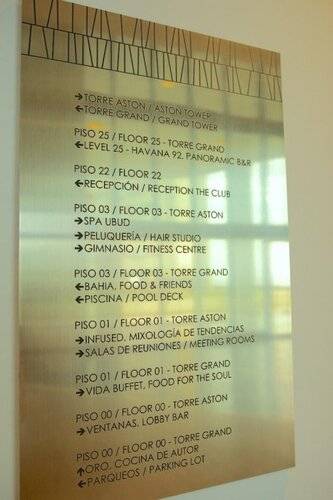 →TORRE ASTON / ASTON TOWER
←TORRE GRAND / GRAND TOWER
PISO 25 / FLOOR 25 - TORRE GRAND
←LEVEL 25 - HAVANA 92. PANORAMIC B&R
PISO 22 / FLOOR 22
←RECEPCIÓN / RECEPTION THE CLUB
PISO 03 / FLOOR 03 - TORRE ASTON
→SPA UBUD
→PELUQUERÍA / HAIR STUDIO
→GIMNASIO / FITNESS CENTRE
PISO 03 / FLOOR 03 - TORRE GRAND
←BAHIA. FOOD & FRIENDS
←PISCINA / POOL DECK
PISO 01 / FLOOR 01 - TORRE ASTON
→INFUSED. MIXOLOGÍA DE TENDENCIAS
→SALAS DE REUNIONES / MEETING ROOMS
PISO 01 / FLOOR 01 - TORRE GRAND
→VIDA BUFFET. FOOD FOR THE SOUL
PISO 00 / FLOOR 00 - TORRE ASTON
→VENTANAS. LOBBY BAR
PISO 00 / FLOOR 00 - TORRE GRAND
↑ORO. COCINA DE AUTOR
←PARQUEOS / PARKING LOT